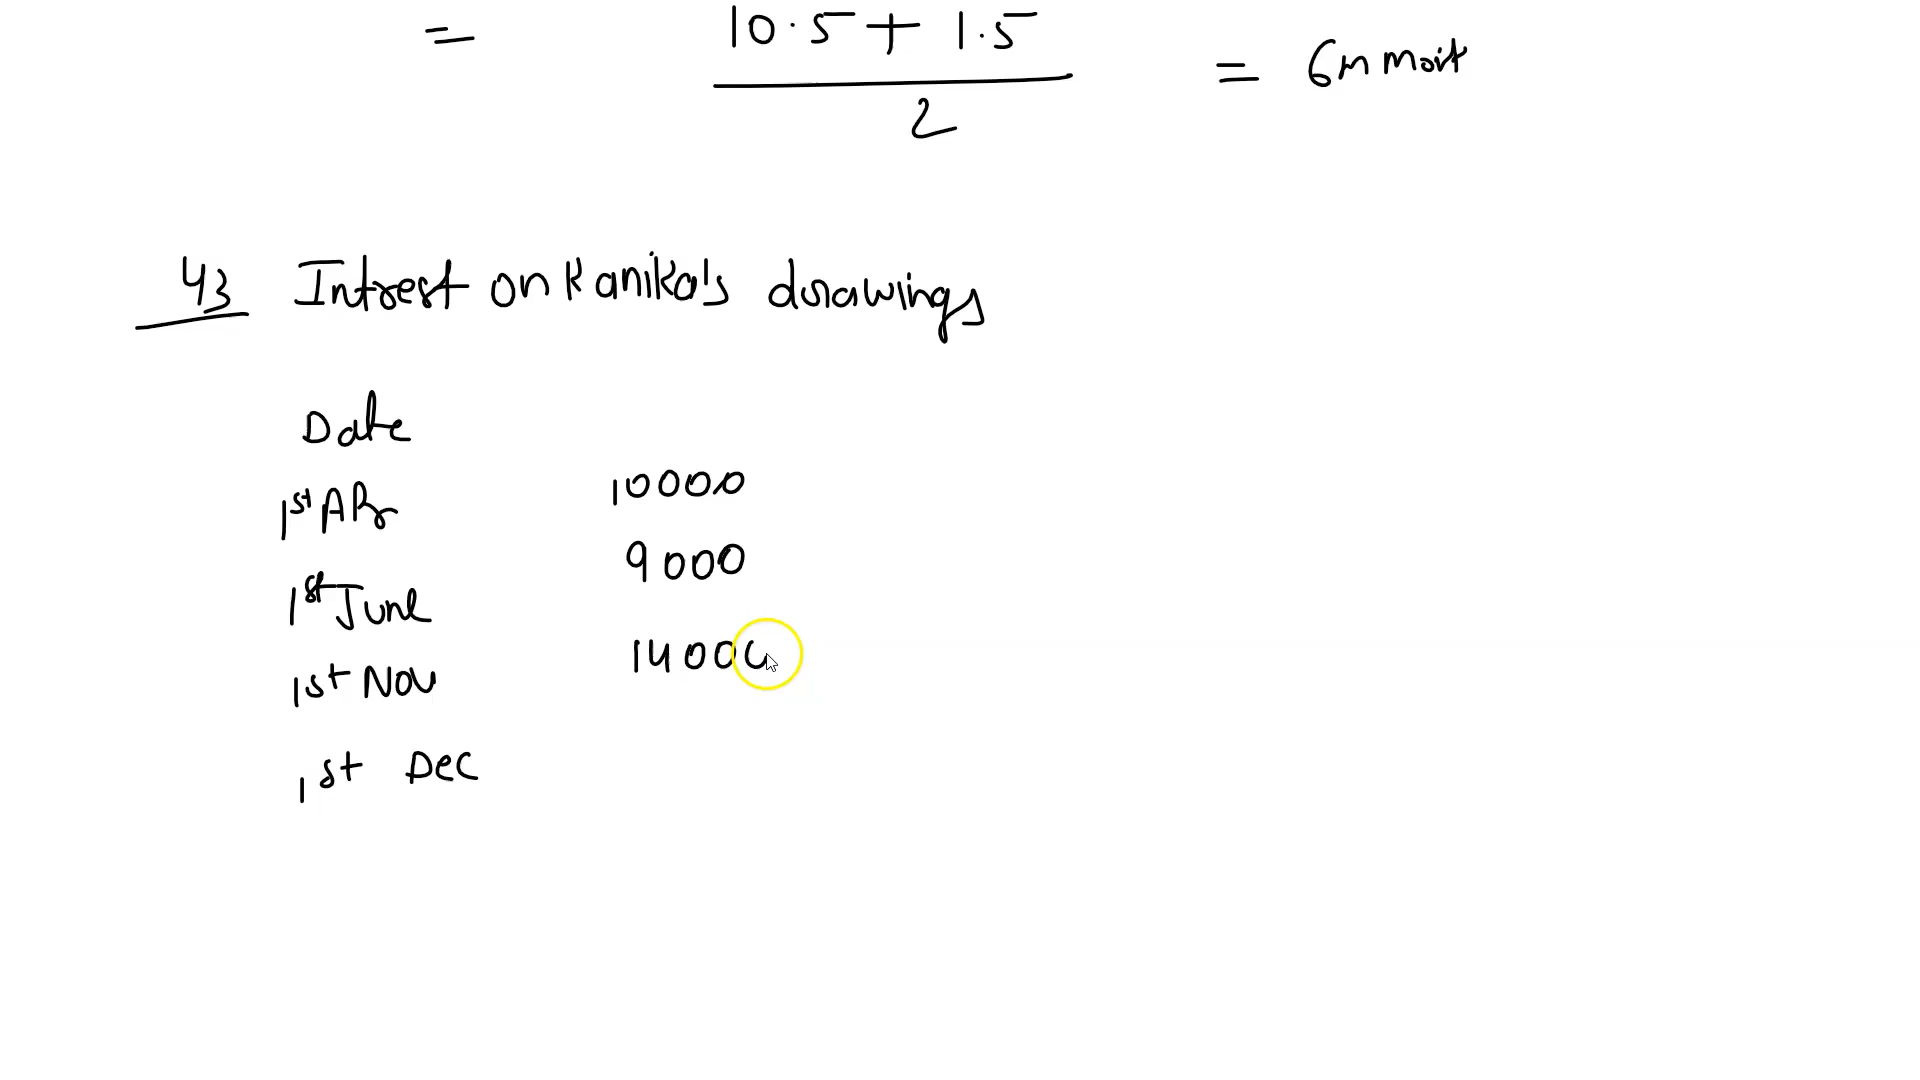 = 10.5 + 1.5 = 6
2
43 Intrest on Kanika's drawings
Date
1st Apr 10000
1st June 9000
1st Nov 14000
1st Dec